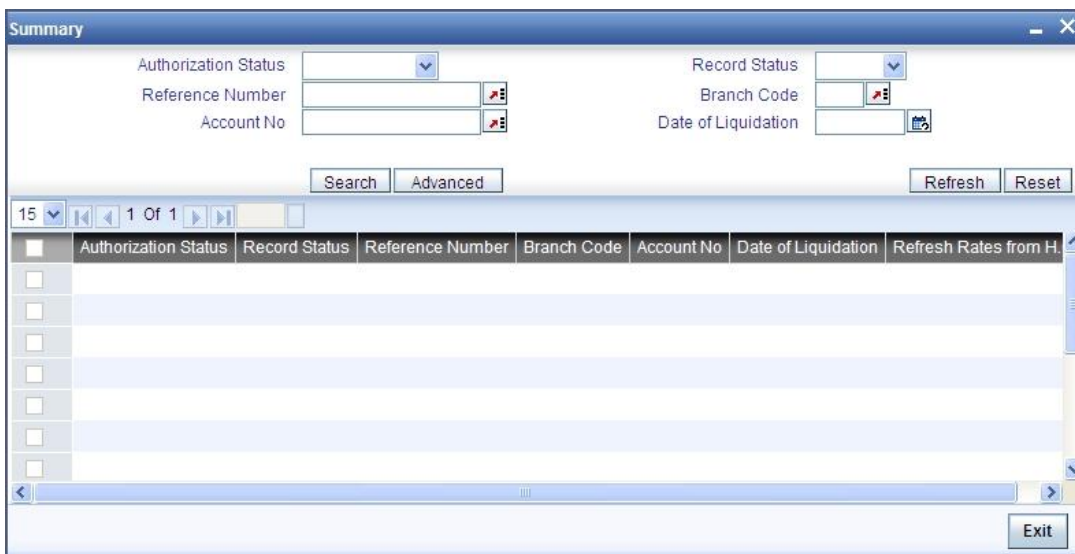 Summary
Authorization Status Record Status
Reference Number Branch Code
Account No Date of Liquidation
Search Advanced Refresh Reset
15 1 Of 1
Authorization Status Record Status Reference Number Branch Code Account No Date of Liquidation Refresh Rates from H.
Exit